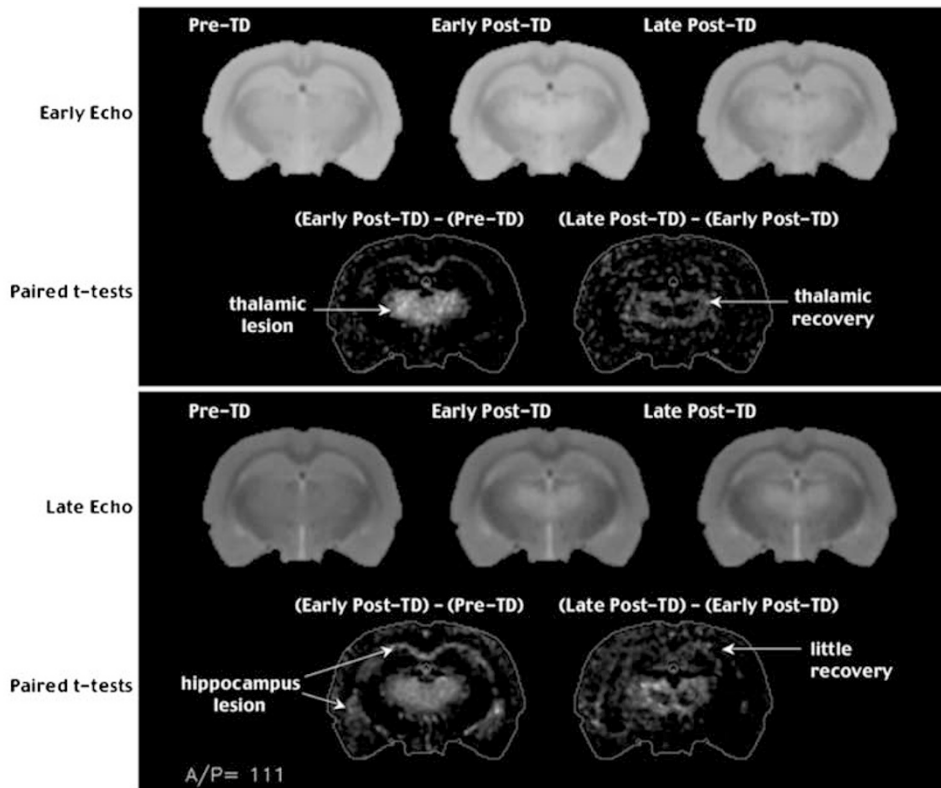 Pre-TD Early Post-TD Late Post-TD
Early Echo
(Early Post-TD) - (Pre-TD) (Late Post-TD) - (Early Post-TD)
Paired t-tests
thalamic
lesion
thalamic
recovery
Pre-TD Early Post-TD Late Post-TD
Late Echo
(Early Post-TD) - (Pre-TD) (Late Post-TD) - (Early Post-TD)
Paired t-tests
hippocampus
lesion
little
recovery
A/P= 111